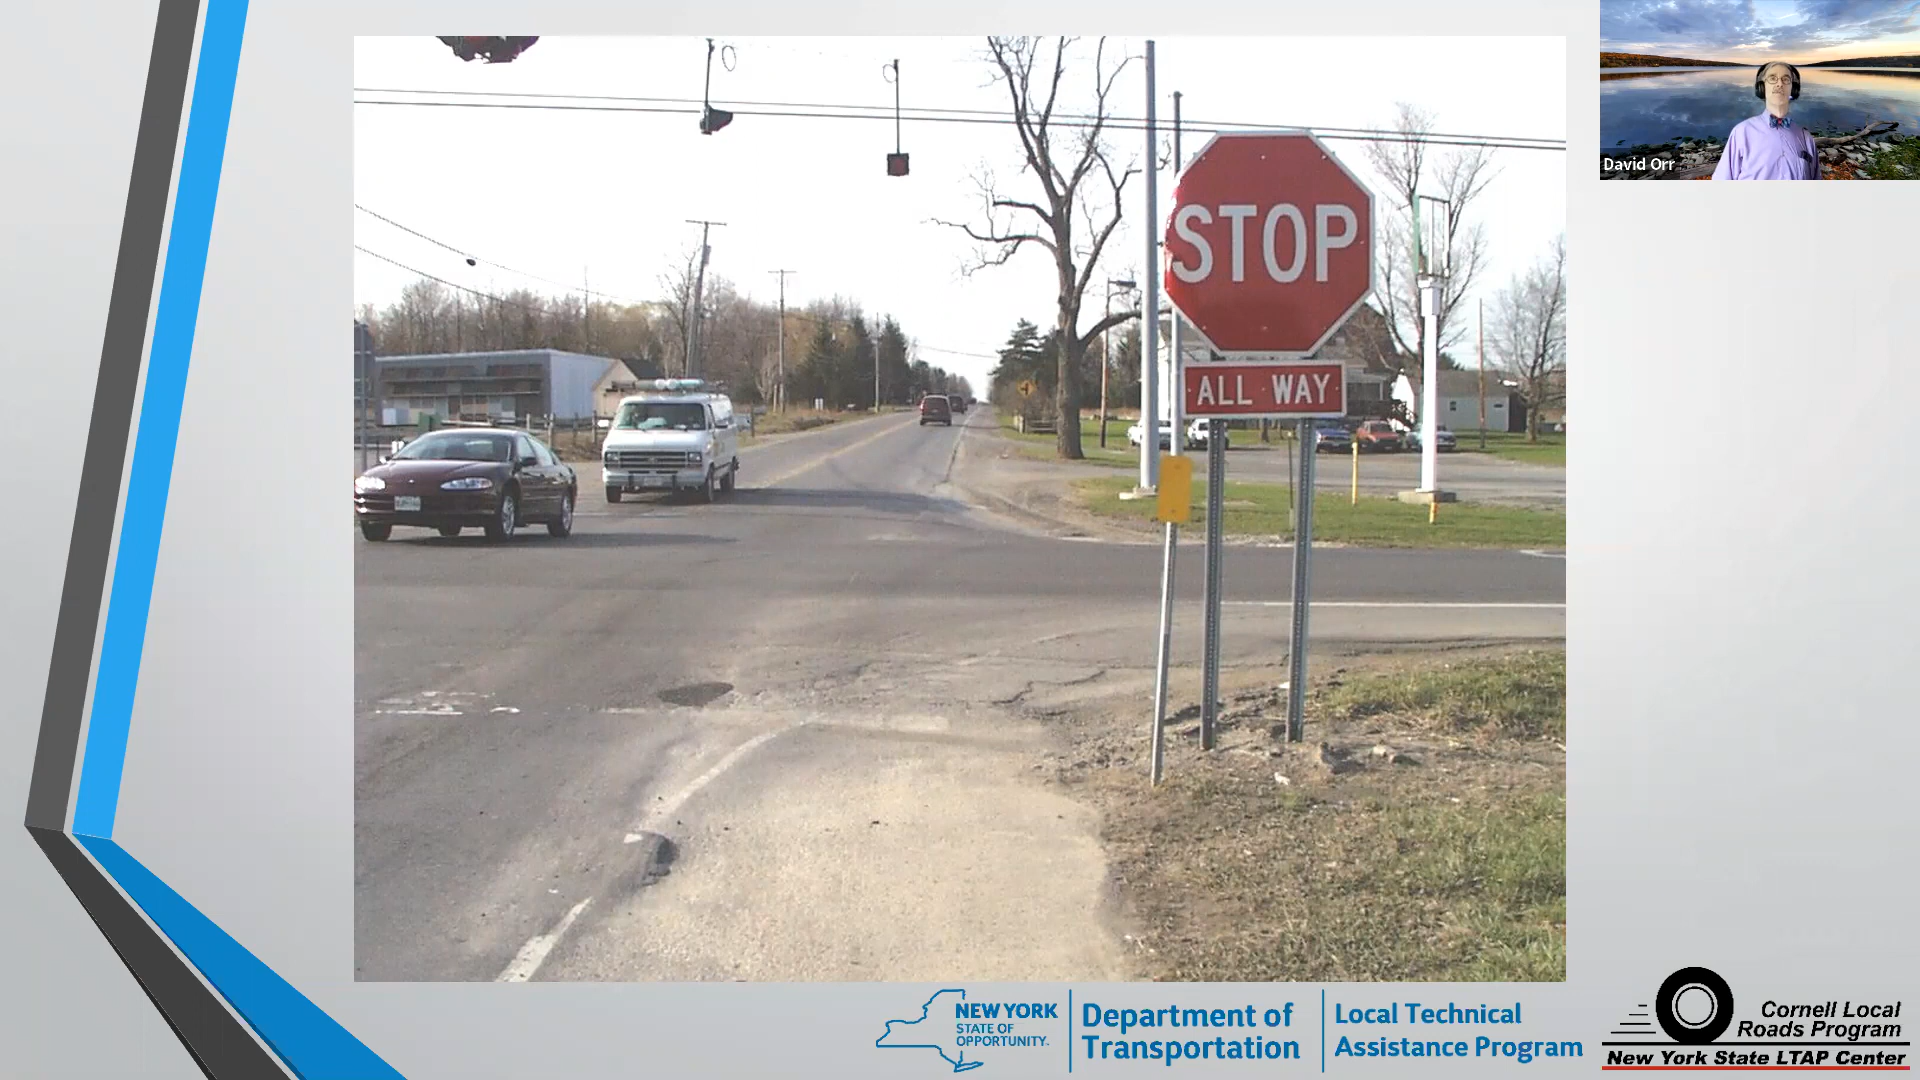 David Orr
STOP
ALL WAY
NEW YORK
STATE OF
OPPORTUNITY.
Department of
Transportation
Local Technical
Assistance Program
Cornell Local
Roads Program
New York State LTAP Center